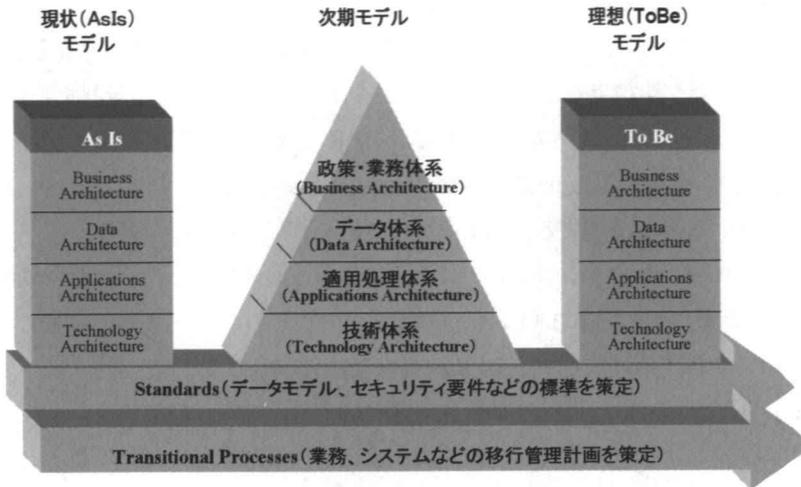 現状(AsIs)
モデル
次期モデル
理想(ToBe)
モデル
As Is
Business
Architecture
Data
Architecture
Applications
Architecture
Technology
Architecture
政策・業務体系
(Business Architecture)
データ体系
(Data Architecture)
適用処理体系
(Applications Architecture)
技術体系
(Technology Architecture)
To Be
Business
Architecture
Data
Architecture
Applications
Architecture
Technology
Architecture
Standards(データモデル、セキュリティ要件などの標準を策定)
Transitional Processes(業務、システムなどの移行管理計画を策定)